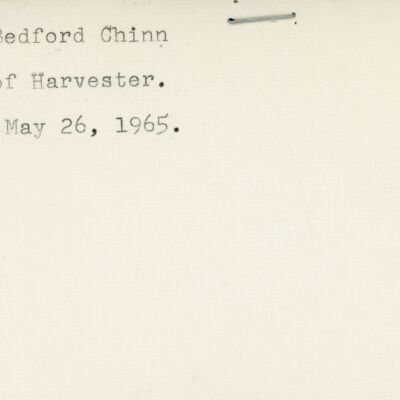 Bedford Chinn
of Harvester.
May 26, 1965.